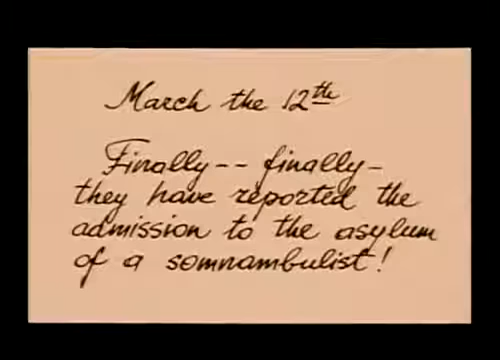 March the 12th
Finally-- finally-
they have reported the
admission to the asylum
of a somnambulist!